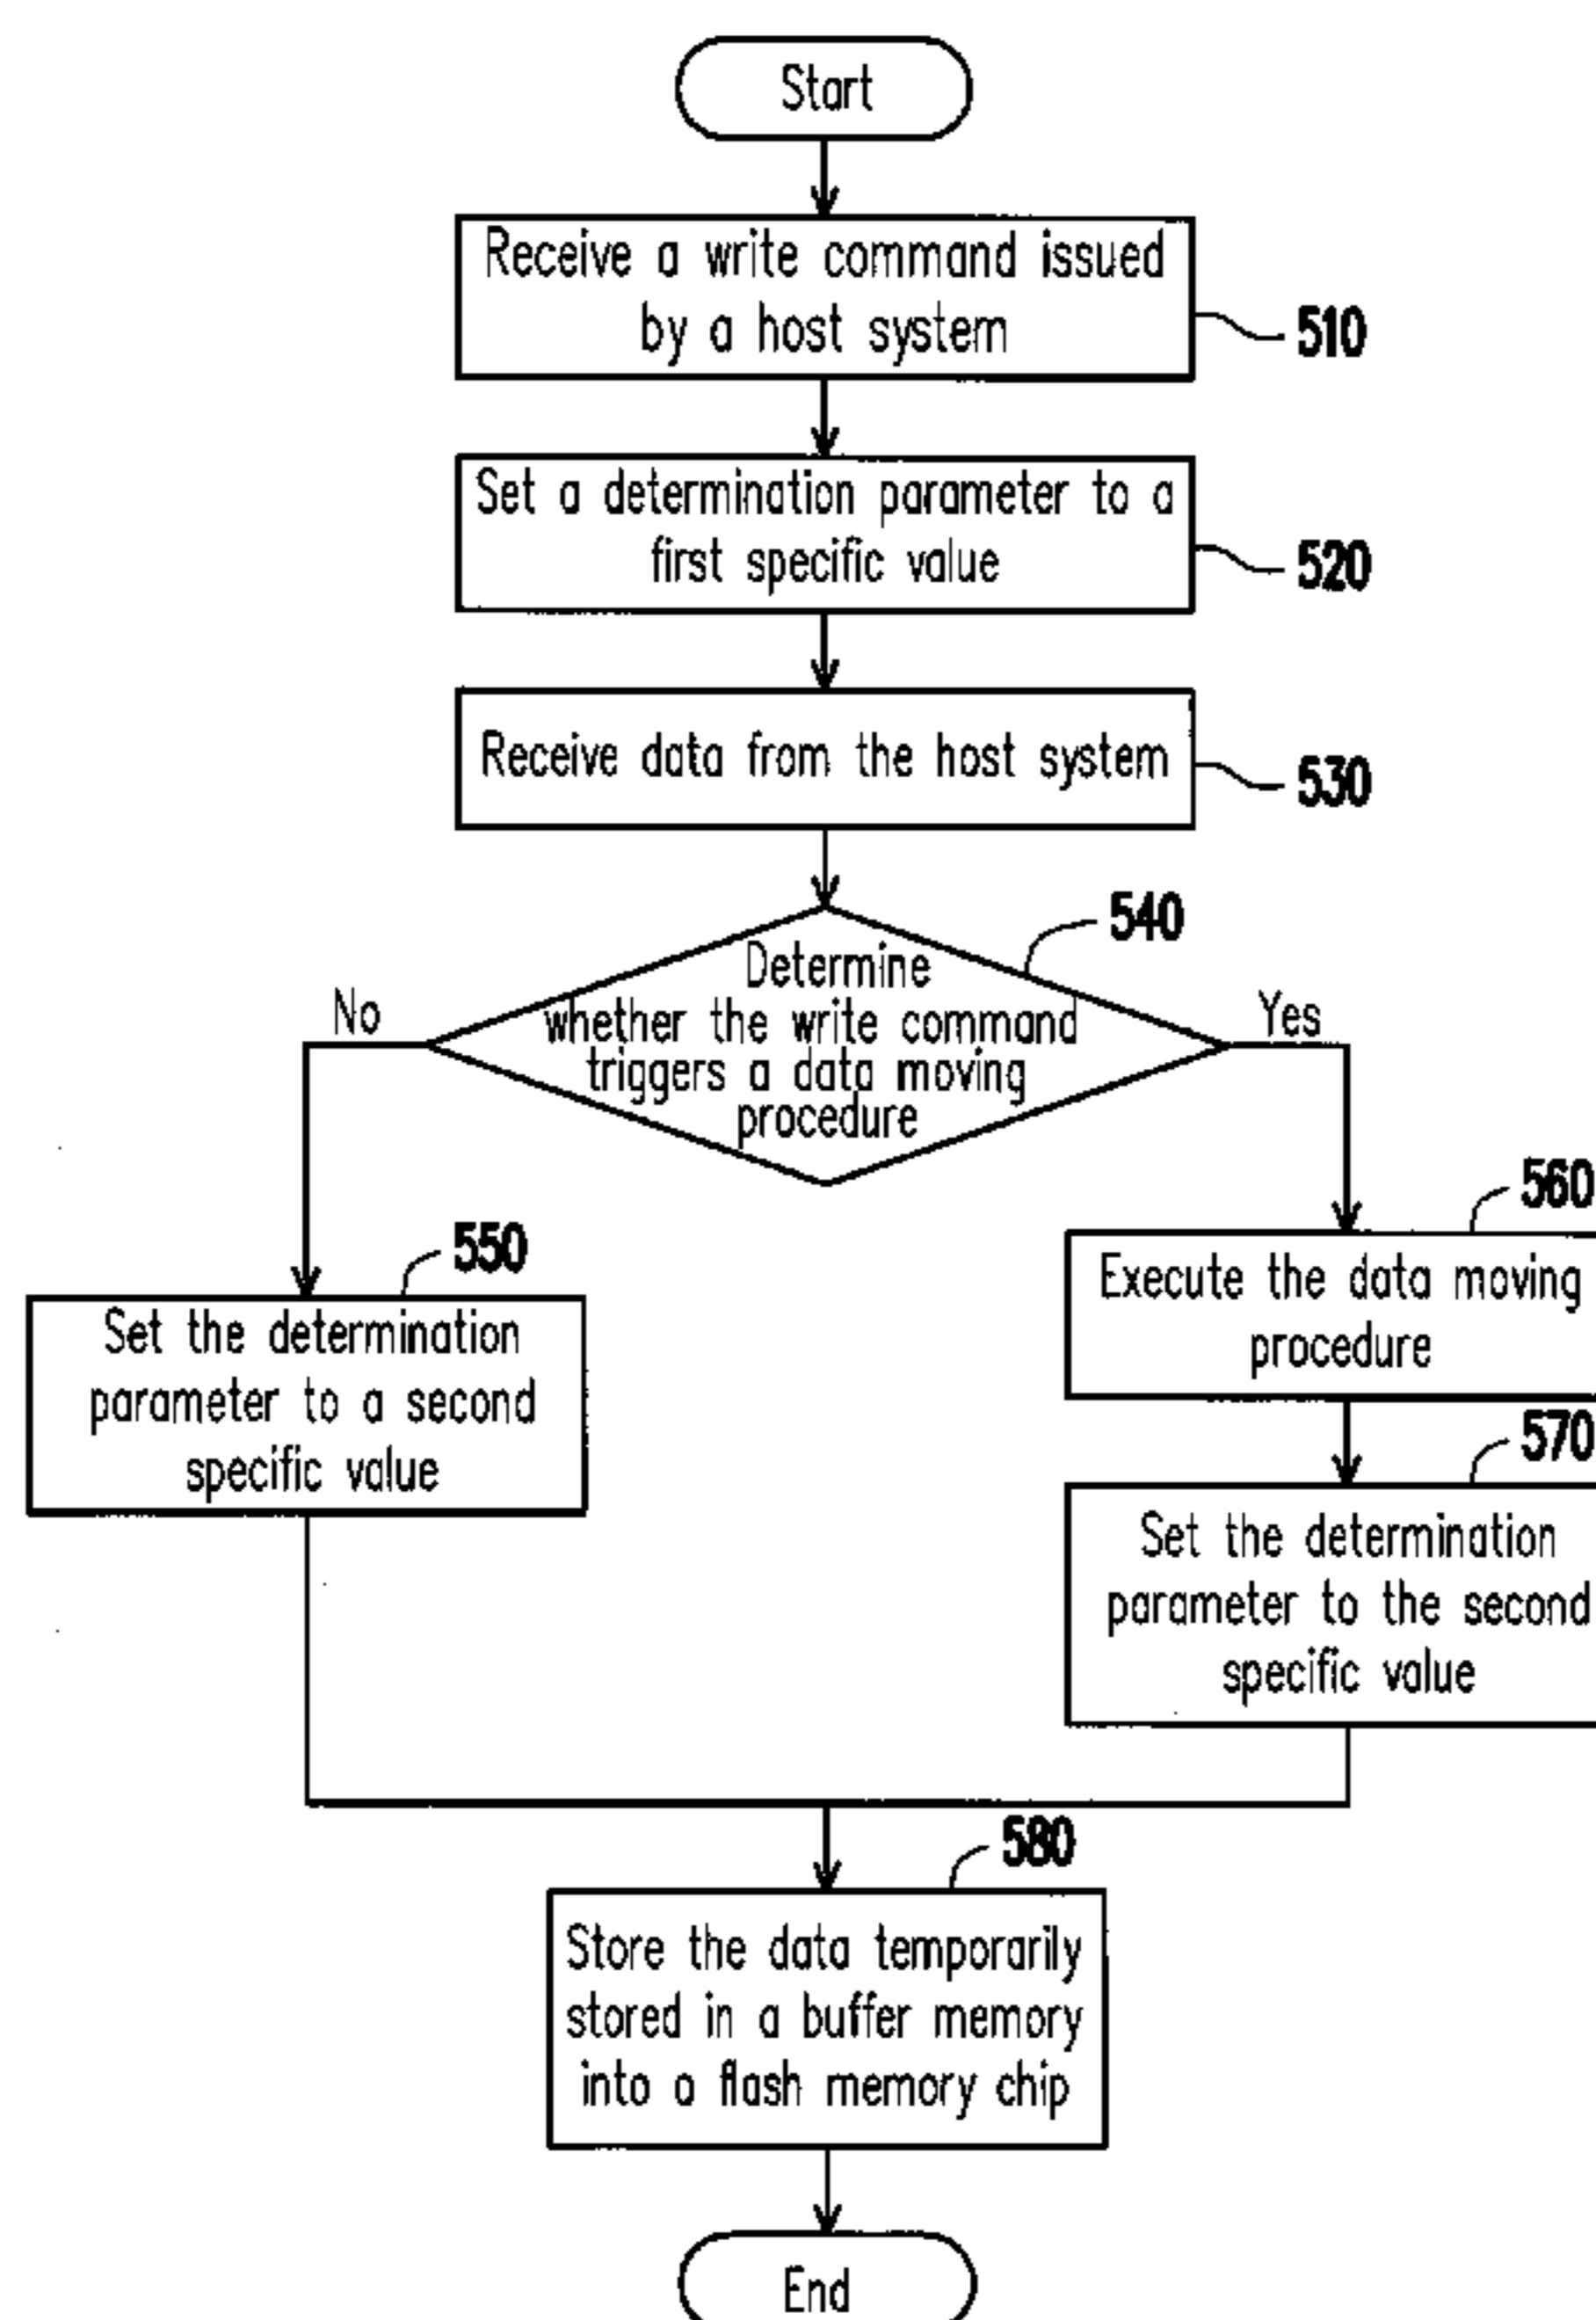 Start
Receive a write command issued
by a host system
510
Set a determination parameter to a
first specific value
520
Receive data from the host system
530
540
Determine
whether the write command
triggers a data moving
procedure
No
Yes
560
Execute the data moving
procedure
550
Set the determination
parameter to a second
specific value
570
Set the determination
parameter to the second
specific value
580
Store the data temporarily
stored in a buffer memory
into a flash memory chip
End